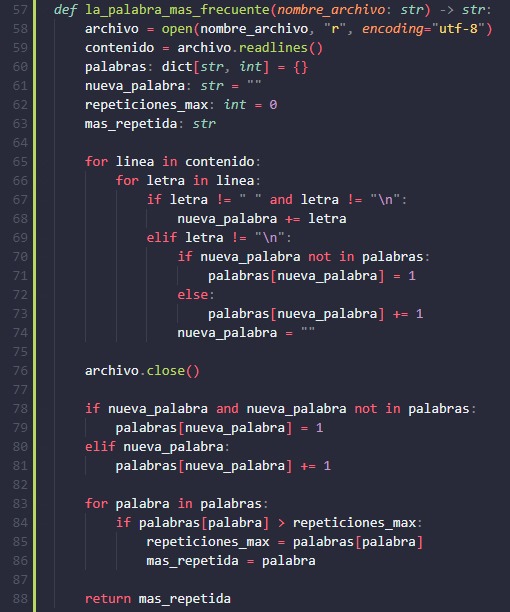 57 def la_palabra_mas_frecuente(nombre_archivo: str) -> str:
58     archivo = open(nombre_archivo, "r", encoding="utf-8")
59     contenido = archivo.readlines()
60     palabras: dict[str, int] = {}
61     nueva_palabra: str = ""
62     repeticiones_max: int = 0
63     mas_repetida: str
64
65     for linea in contenido:
66         for letra in linea:
67             if letra != " " and letra != "\n":
68                 nueva_palabra += letra
69             elif letra != "\n":
70                 if nueva_palabra not in palabras:
71                     palabras[nueva_palabra] = 1
72                 else:
73                     palabras[nueva_palabra] += 1
74                 nueva_palabra = ""
75
76     archivo.close()
77
78     if nueva_palabra and nueva_palabra not in palabras:
79         palabras[nueva_palabra] = 1
80     elif nueva_palabra:
81         palabras[nueva_palabra] += 1
82
83     for palabra in palabras:
84         if palabras[palabra] > repeticiones_max:
85             repeticiones_max = palabras[palabra]
86             mas_repetida = palabra
87
88     return mas_repetida